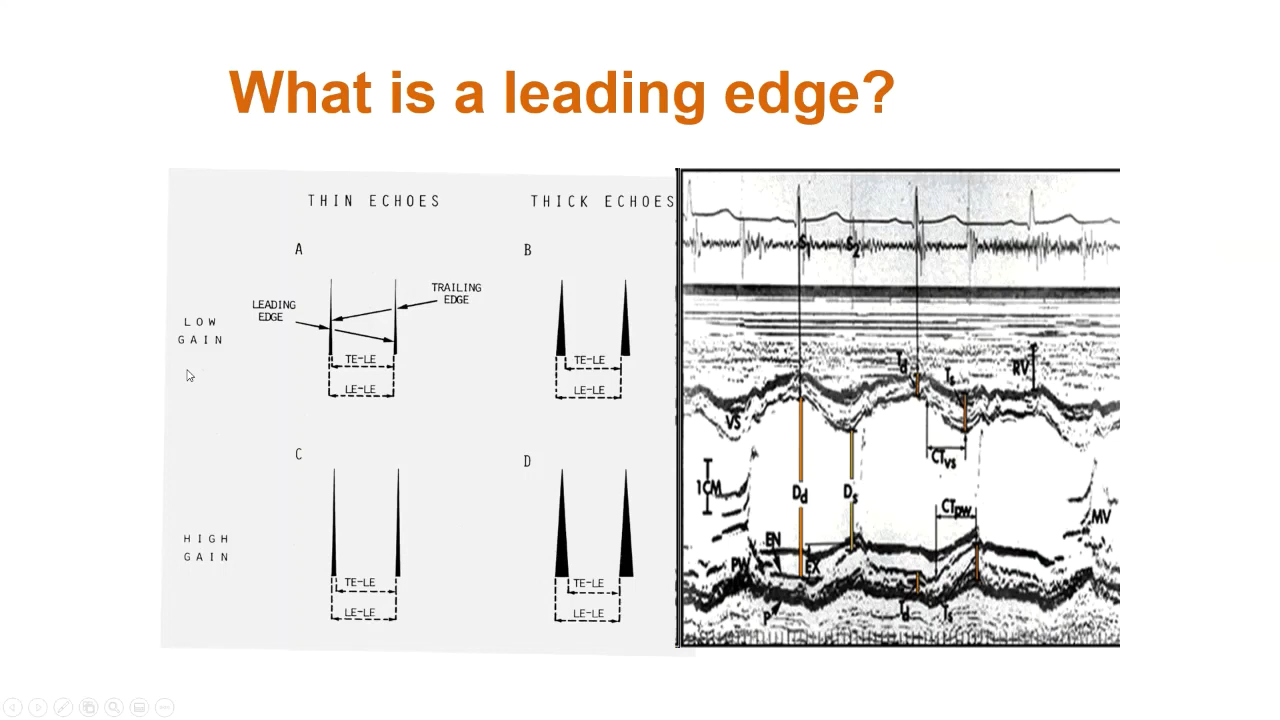 What is a leading edge?
THIN ECHOES
THICK ECHOES
A
B
LEADING
EDGE
TRAILING
EDGE
LOW
GAIN
TE-LE
LE-LE
TE-LE
LE-LE
C
D
HIGH
GAIN
TE-LE
LE-LE
TE-LE
LE-LE
S1
S2
Td
Ts
RV
VS
CTvs
1CM
Dd
Ds
CTpw
MV
EN
PW
EX
P
Td
Ts